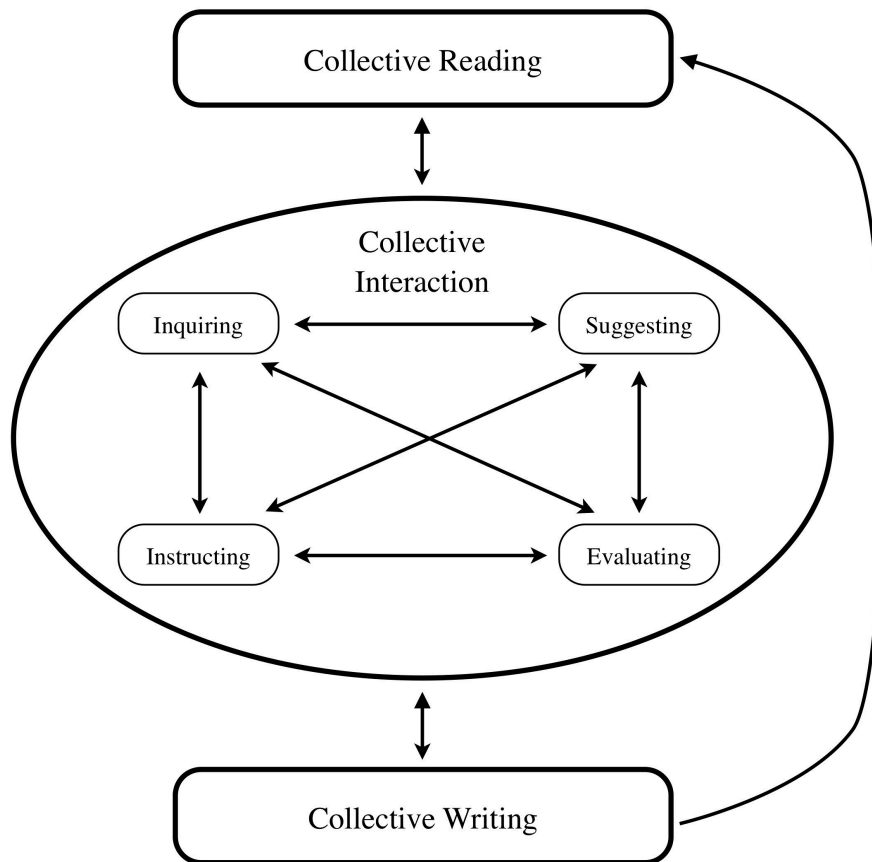 Collective Reading
Collective
Interaction
Inquiring
Suggesting
Instructing
Evaluating
Collective Writing